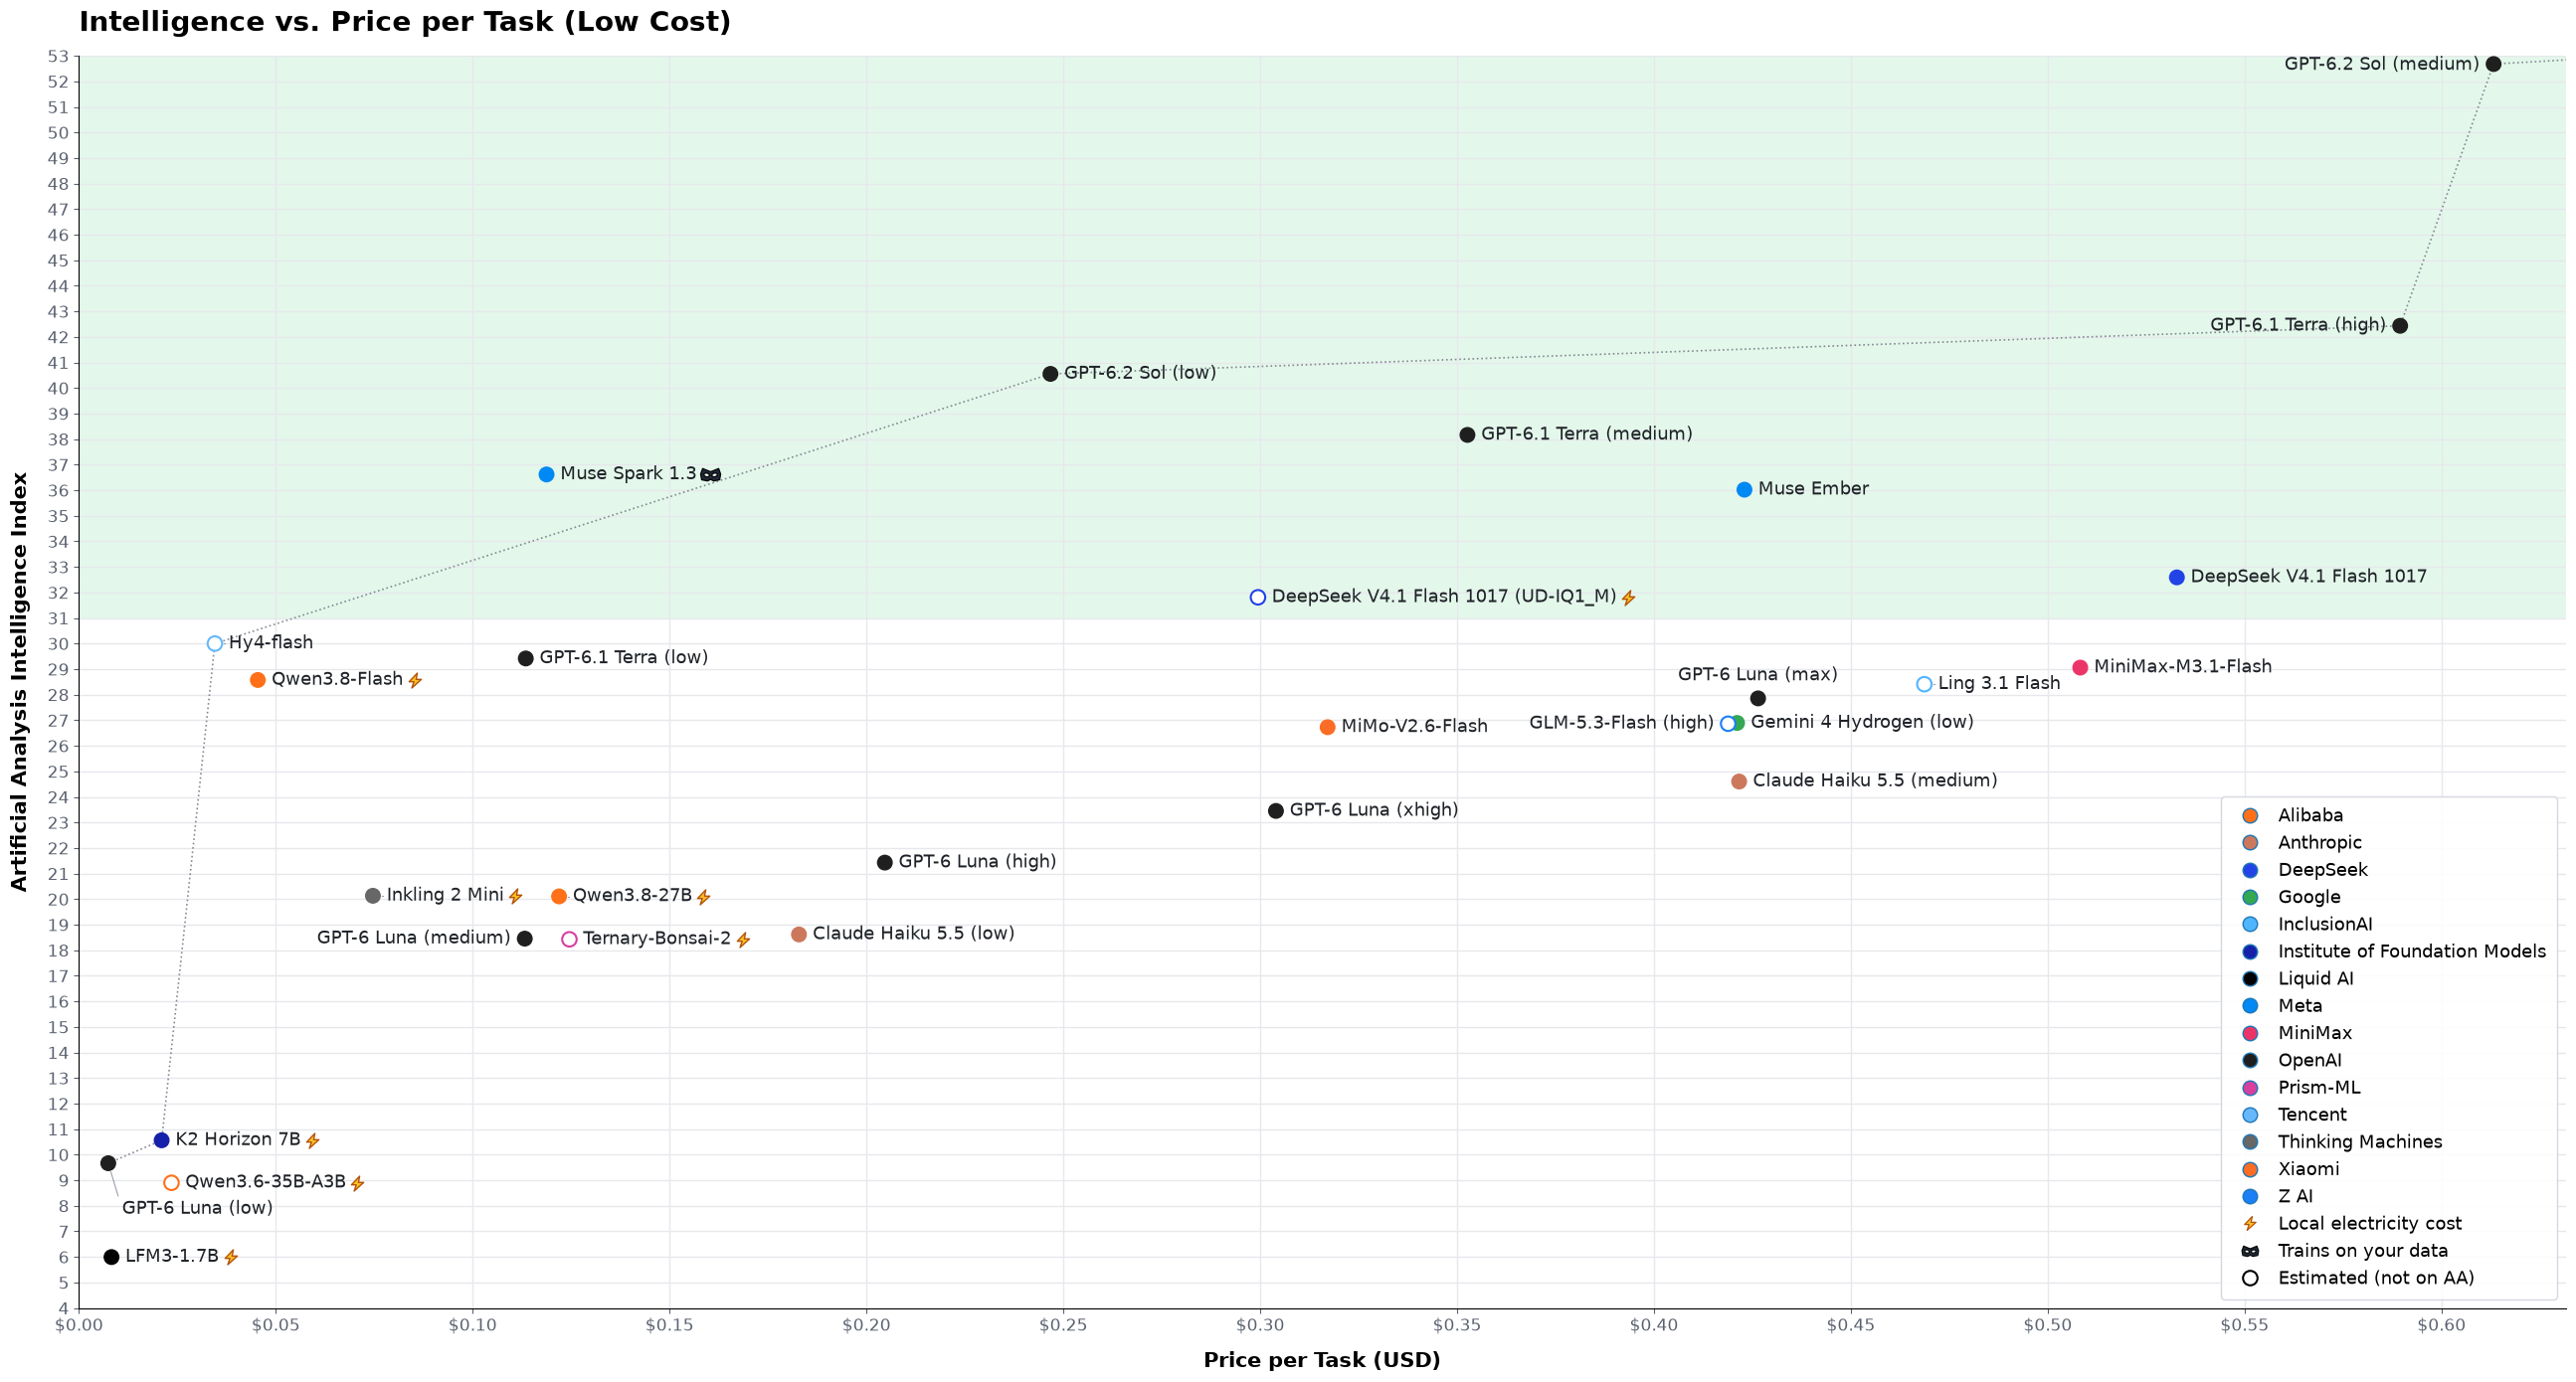 Intelligence vs. Price per Task (Low Cost)
Artificial Analysis Intelligence Index
53
52
51
50
49
48
47
46
45
44
43
42
41
40
39
38
37
36
35
34
33
32
31
30
29
28
27
26
25
24
23
22
21
20
19
18
17
16
15
14
13
12
11
10
9
8
7
6
5
4
GPT-6.2 Sol (medium)
GPT-6.1 Terra (high)
GPT-6.2 Sol (low)
GPT-6.1 Terra (medium)
Muse Spark 1.3
Muse Ember
DeepSeek V4.1 Flash 1017
DeepSeek V4.1 Flash 1017 (UD-IQ1_M)
Hy4-flash
GPT-6.1 Terra (low)
MiniMax-M3.1-Flash
GPT-6 Luna (max)
Qwen3.8-Flash
Ling 3.1 Flash
MiMo-V2.6-Flash
GLM-5.3-Flash (high)
Gemini 4 Hydrogen (low)
Claude Haiku 5.5 (medium)
GPT-6 Luna (xhigh)
GPT-6 Luna (high)
Inkling 2 Mini
Qwen3.8-27B
GPT-6 Luna (medium)
Ternary-Bonsai-2
Claude Haiku 5.5 (low)
K2 Horizon 7B
Qwen3.6-35B-A3B
GPT-6 Luna (low)
LFM3-1.7B
Alibaba
Anthropic
DeepSeek
Google
InclusionAI
Institute of Foundation Models
Liquid AI
Meta
MiniMax
OpenAI
Prism-ML
Tencent
Thinking Machines
Xiaomi
Z AI
Local electricity cost
Trains on your data
Estimated (not on AA)
$0.00 $0.05 $0.10 $0.15 $0.20 $0.25 $0.30 $0.35 $0.40 $0.45 $0.50 $0.55 $0.60
Price per Task (USD)